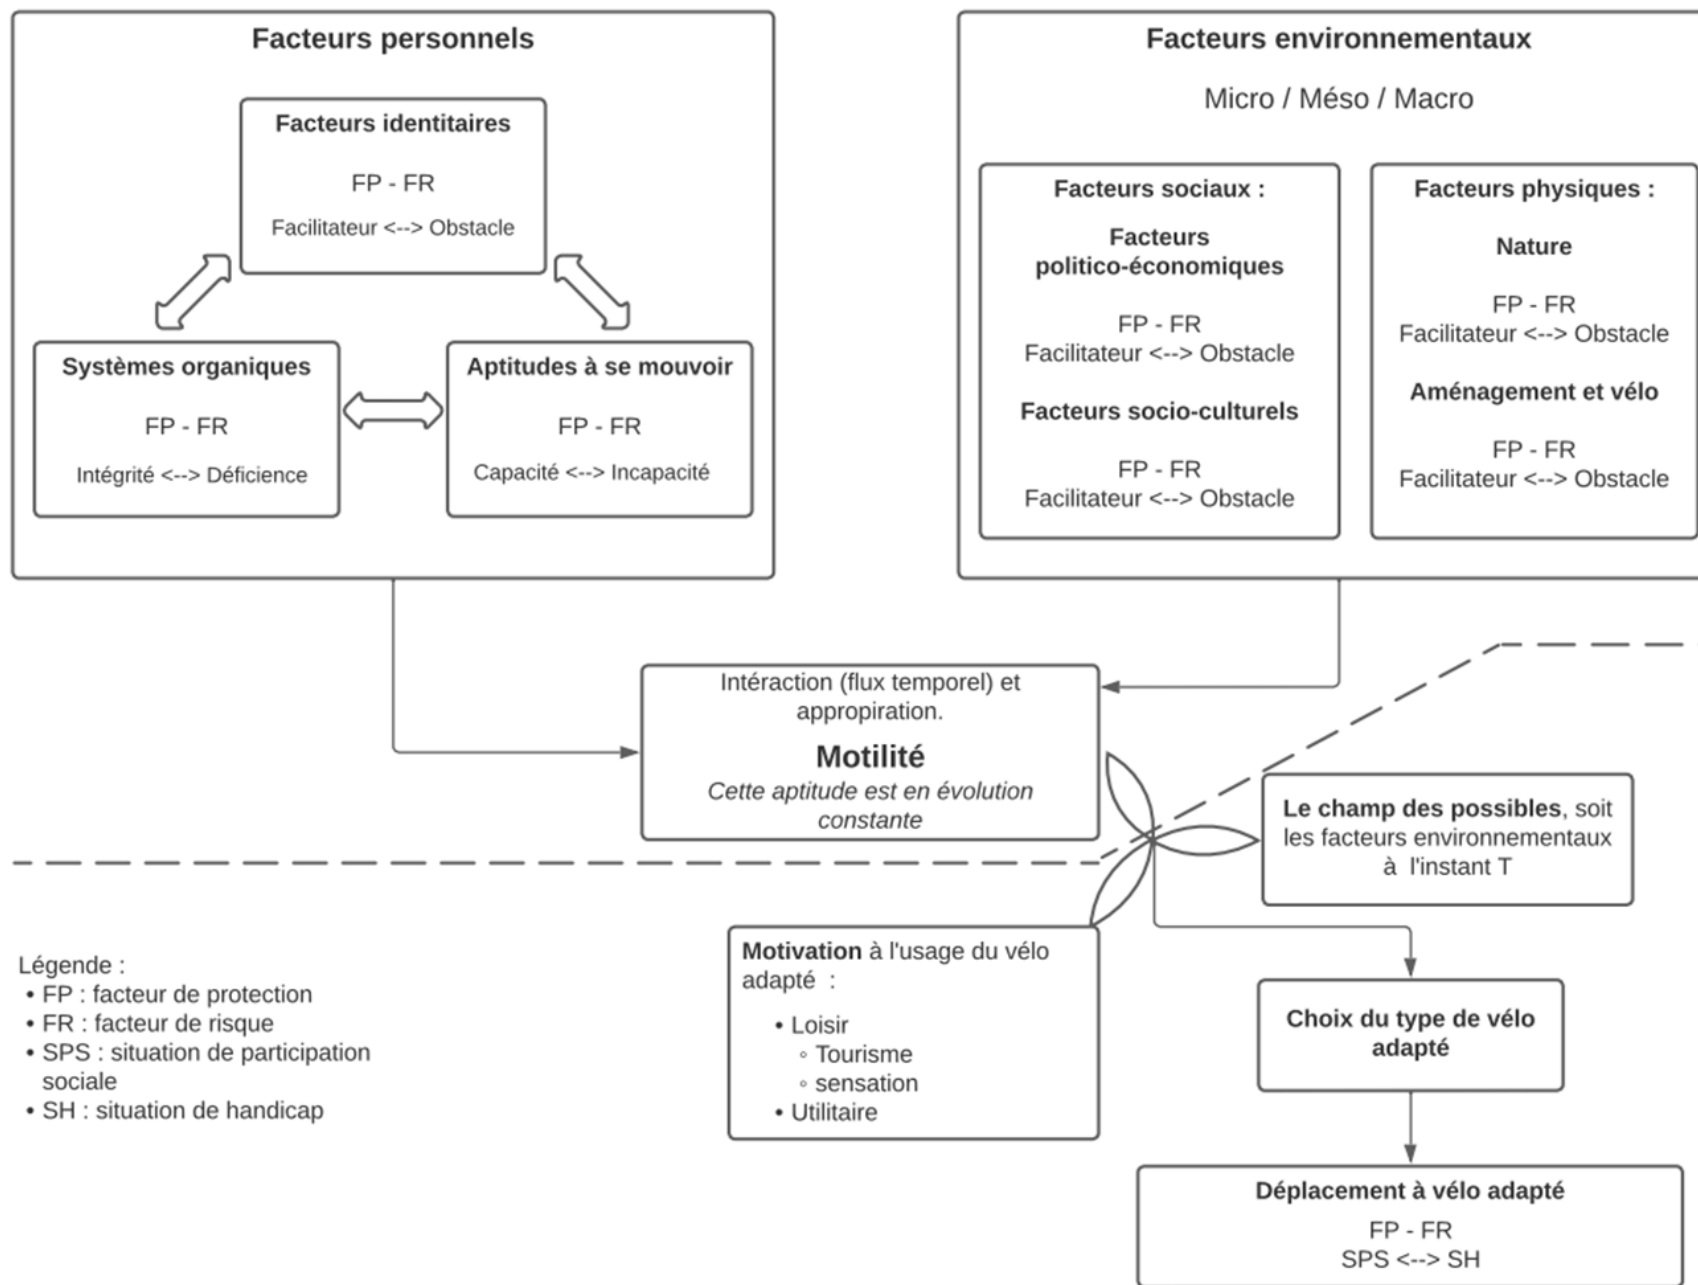 Facteurs personnels
Facteurs identitaires
FP - FR
Facilitateur <--> Obstacle
Systèmes organiques
FP - FR
Intégrité <--> Déficience
Aptitudes à se mouvoir
FP - FR
Capacité <--> Incapacité
Facteurs environnementaux
Micro / Méso / Macro
Facteurs sociaux :
Facteurs
politico-économiques
FP - FR
Facilitateur <--> Obstacle
Facteurs socio-culturels
FP - FR
Facilitateur <--> Obstacle
Facteurs physiques :
Nature
FP - FR
Facilitateur <--> Obstacle
Aménagement et vélo
FP - FR
Facilitateur <--> Obstacle
Intéraction (flux temporel) et
appropiration.
Motilité
Cette aptitude est en évolution
constante
Le champ des possibles, soit
les facteurs environnementaux
à l'instant T
Motivation à l'usage du vélo
adapté :
• Loisir
◦ Tourisme
◦ sensation
• Utilitaire
Choix du type de vélo
adapté
Déplacement à vélo adapté
FP - FR
SPS <--> SH
Légende :
• FP : facteur de protection
• FR : facteur de risque
• SPS : situation de participation
sociale
• SH : situation de handicap